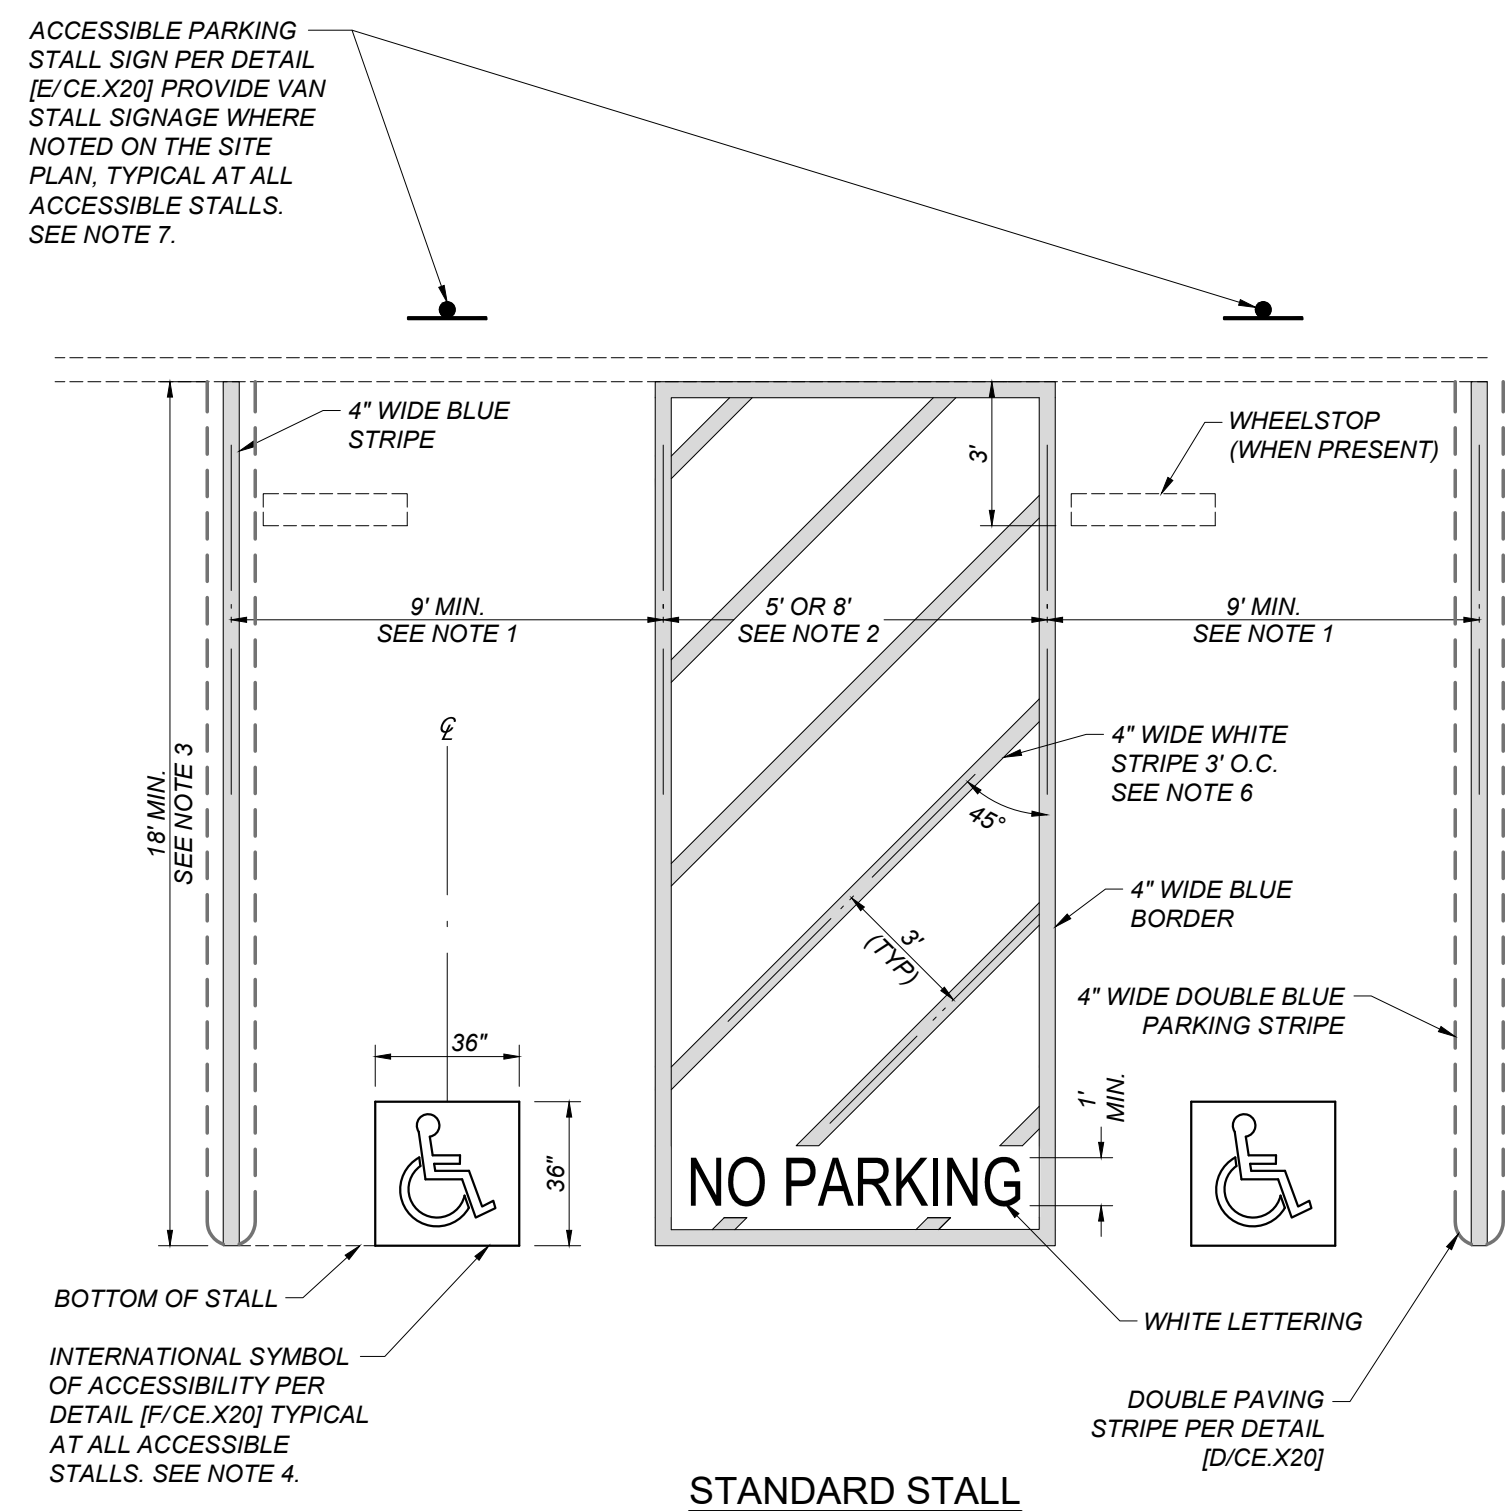 ACCESSIBLE PARKING
STALL SIGN PER DETAIL
[E/CE.X20] PROVIDE VAN
STALL SIGNAGE WHERE
NOTED ON THE SITE
PLAN, TYPICAL AT ALL
ACCESSIBLE STALLS.
SEE NOTE 7.
4" WIDE BLUE
STRIPE
3'
WHEELSTOP
(WHEN PRESENT)
9' MIN.
SEE NOTE 1
5' OR 8'
SEE NOTE 2
9' MIN.
SEE NOTE 1
18' MIN.
SEE NOTE 3
℄
4" WIDE WHITE
STRIPE 3' O.C.
SEE NOTE 6
45°
4" WIDE BLUE
BORDER
3'
(TYP)
4" WIDE DOUBLE BLUE
PARKING STRIPE
36"
36"
1'
MIN.
NO PARKING
BOTTOM OF STALL
WHITE LETTERING
INTERNATIONAL SYMBOL
OF ACCESSIBILITY PER
DETAIL [F/CE.X20] TYPICAL
AT ALL ACCESSIBLE
STALLS. SEE NOTE 4.
DOUBLE PAVING
STRIPE PER DETAIL
[D/CE.X20]
STANDARD STALL